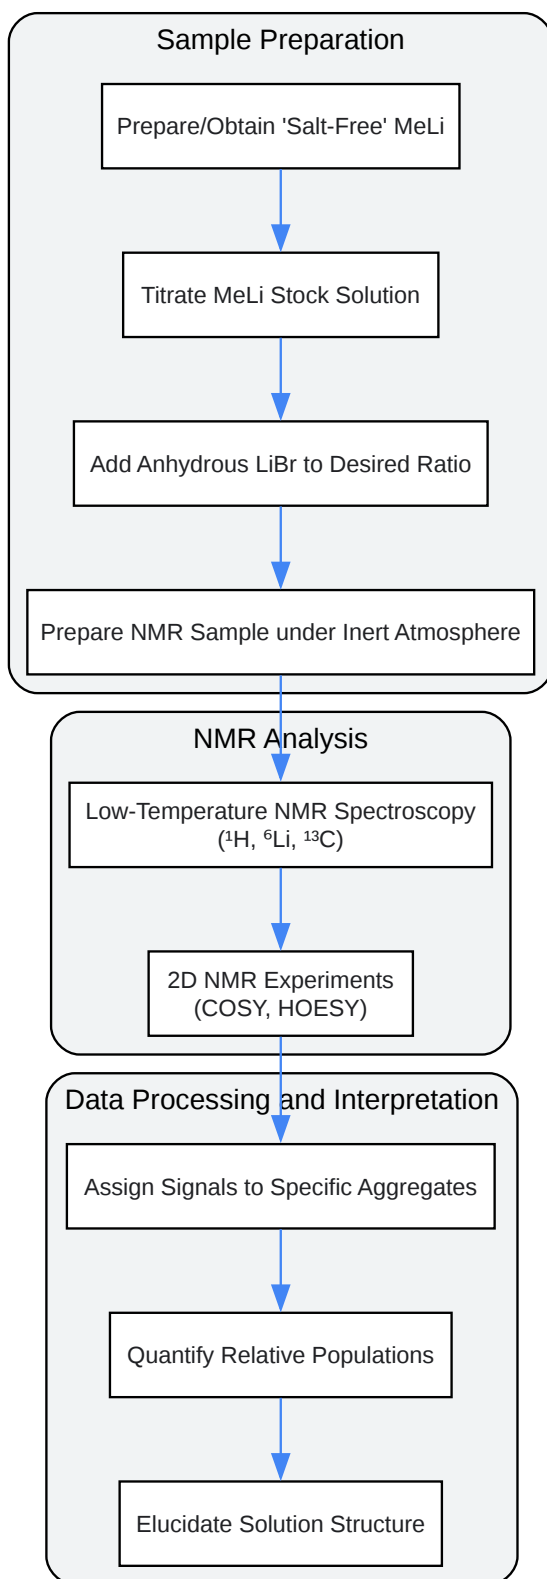 Sample Preparation
Prepare/Obtain 'Salt-Free' MeLi
Titrate MeLi Stock Solution
Add Anhydrous LiBr to Desired Ratio
Prepare NMR Sample under Inert Atmosphere
NMR Analysis
Low-Temperature NMR Spectroscopy
(¹H, ⁶Li, ¹³C)
2D NMR Experiments
(COSY, HOESY)
Data Processing and Interpretation
Assign Signals to Specific Aggregates
Quantify Relative Populations
Elucidate Solution Structure